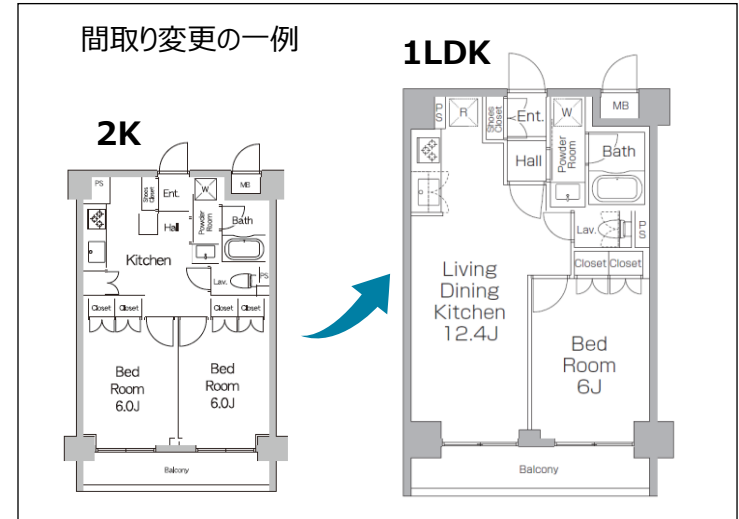 間取り変更の一例
2K
PS
Shoes
Closet
Ent.
W
MB
Hall
Powder
Room
Bath
Kitchen
Lav.
PS
Closet
Closet
Closet
Closet
Bed
Room
6.0J
Bed
Room
6.0J
Balcony
1LDK
PS
R
Shoes
Closet
Ent.
W
MB
Hall
Powder
Room
Bath
Lav.
PS
Closet
Closet
Living
Dining
Kitchen
12.4J
Bed
Room
6J
Balcony